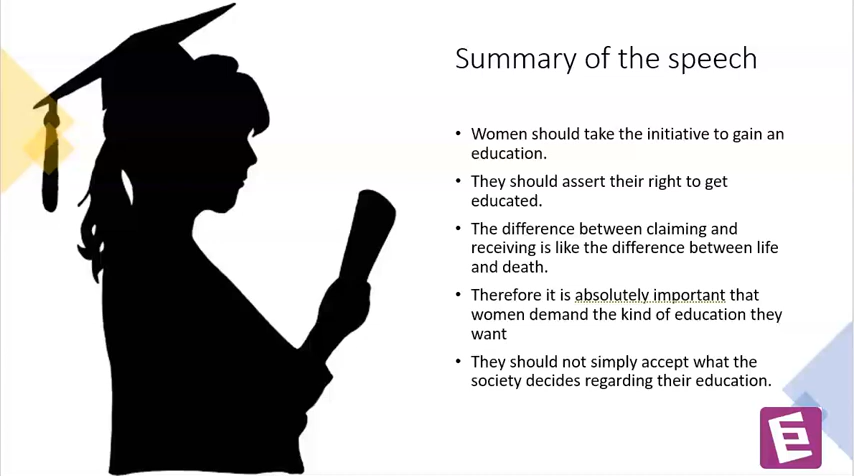 Summary of the speech
• Women should take the initiative to gain an
education.
• They should assert their right to get
educated.
• The difference between claiming and
receiving is like the difference between life
and death.
• Therefore it is absolutely important that
women demand the kind of education they
want
• They should not simply accept what the
society decides regarding their education.